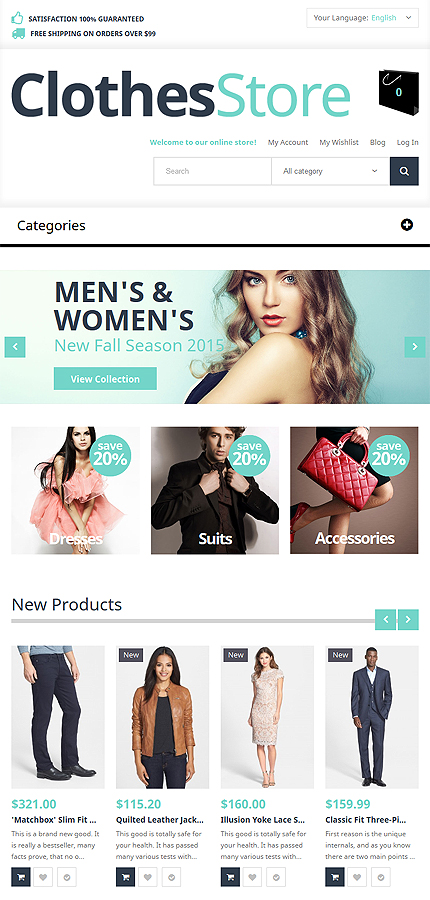 SATISFACTION 100% GUARANTEED
FREE SHIPPING ON ORDERS OVER $99
Your Language: English
ClothesStore
0
Welcome to our online store! My Account My Wishlist Blog Log In
Search All category
Categories
MEN'S &
WOMEN'S
New Fall Season 2015
View Collection
save
20%
Dresses
save
20%
Suits
save
20%
Accessories
New Products
New
New
New
$321.00
'Matchbox' Slim Fit ...
This is a brand new good. It
is really a bestseller, many
facts prove, that no o...
$115.20
Quilted Leather Jack...
This good is totally safe for
your health. It has passed
many various tests with...
$160.00
Illusion Yoke Lace S...
This good is totally safe for
your health. It has passed
many various tests with...
$159.99
Classic Fit Three-Pi...
First reason is the unique
internals, and as you know
there are two main points ...